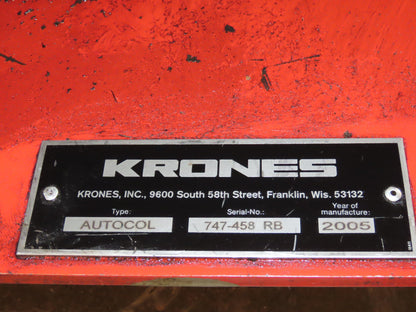 KRONES
KRONES, INC., 9600 South 58th Street, Franklin, Wis. 53132
Type: Serial-No.: Year of manufacture:
AUTOCOL 747-458 RB 2005